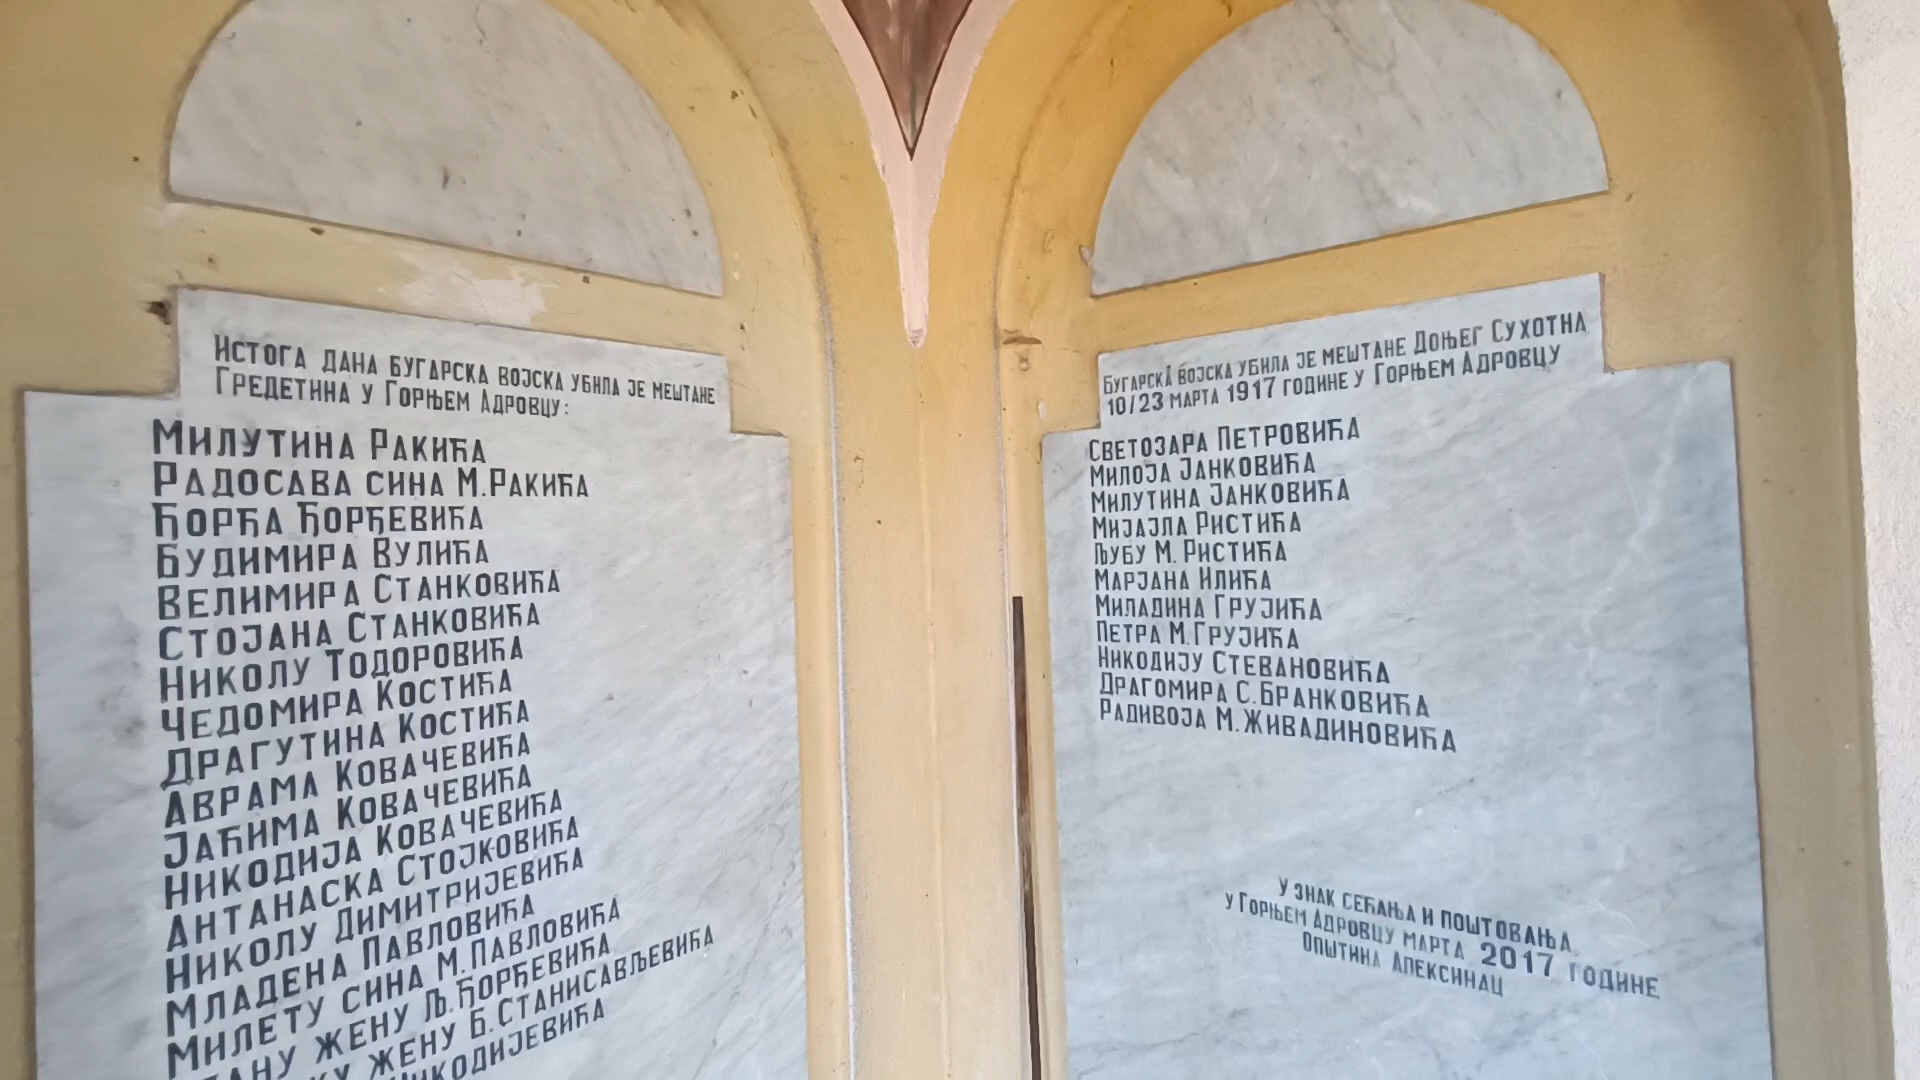 Истога дана бугарска војска убила је мештане
Гредетина у Горњем Адровцу:
Милутина Ракића
Радосава сина М. Ракића
Ђорђа Ђорђевића
Будимира Вулића
Велимира Станковића
Стојана Станковића
Николу Тодоровића
Чедомира Костића
Драгутина Костића
Аврама Ковачевића
Јаћима Ковачевића
Никодија Ковачевића
Антанаска Стојковића
Николу Димитријевића
Младена Павловића
Милету сина М. Павловића
жену Љ. Ђорђевића
жену Б. Станисављевића
Бугарска војска убила је мештане Доњег Сухотна
10/23 марта 1917 године у Горњем Адровцу
Светозара Петровића
Милоја Јанковића
Милутина Јанковића
Мијајла Ристића
Љубу М. Ристића
Марјана Илића
Миладина Грујића
Петра М. Грујића
Никодију Стевановића
Драгомира С. Бранковића
Радивоја М. Живадиновића
У знак сећања и поштовања,
у Горњем Адровцу марта 2017 године
Општина Алексинац